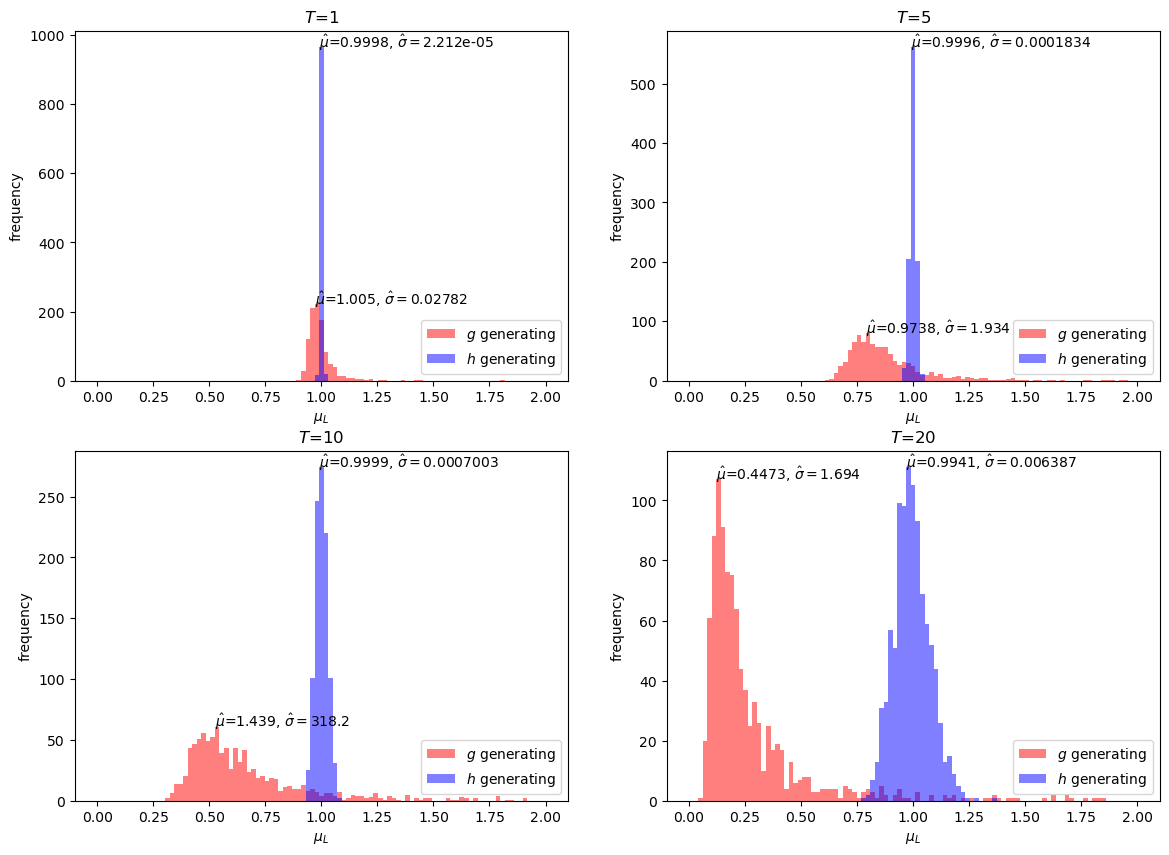 T=1
μ̂=0.9998, σ̂ = 2.212e-05
μ̂=1.005, σ̂ = 0.02782
1000
800
600
400
200
0
frequency
g generating
h generating
0.00 0.25 0.50 0.75 1.00 1.25 1.50 1.75 2.00
μL
T=5
μ̂=0.9996, σ̂ = 0.0001834
μ̂=0.9738, σ̂ = 1.934
500
400
300
200
100
0
frequency
g generating
h generating
0.00 0.25 0.50 0.75 1.00 1.25 1.50 1.75 2.00
μL
T=10
μ̂=0.9999, σ̂ = 0.0007003
μ̂=1.439, σ̂ = 318.2
250
200
150
100
50
0
frequency
g generating
h generating
0.00 0.25 0.50 0.75 1.00 1.25 1.50 1.75 2.00
μL
T=20
μ̂=0.4473, σ̂ = 1.694
μ̂=0.9941, σ̂ = 0.006387
100
80
60
40
20
0
frequency
g generating
h generating
0.00 0.25 0.50 0.75 1.00 1.25 1.50 1.75 2.00
μL